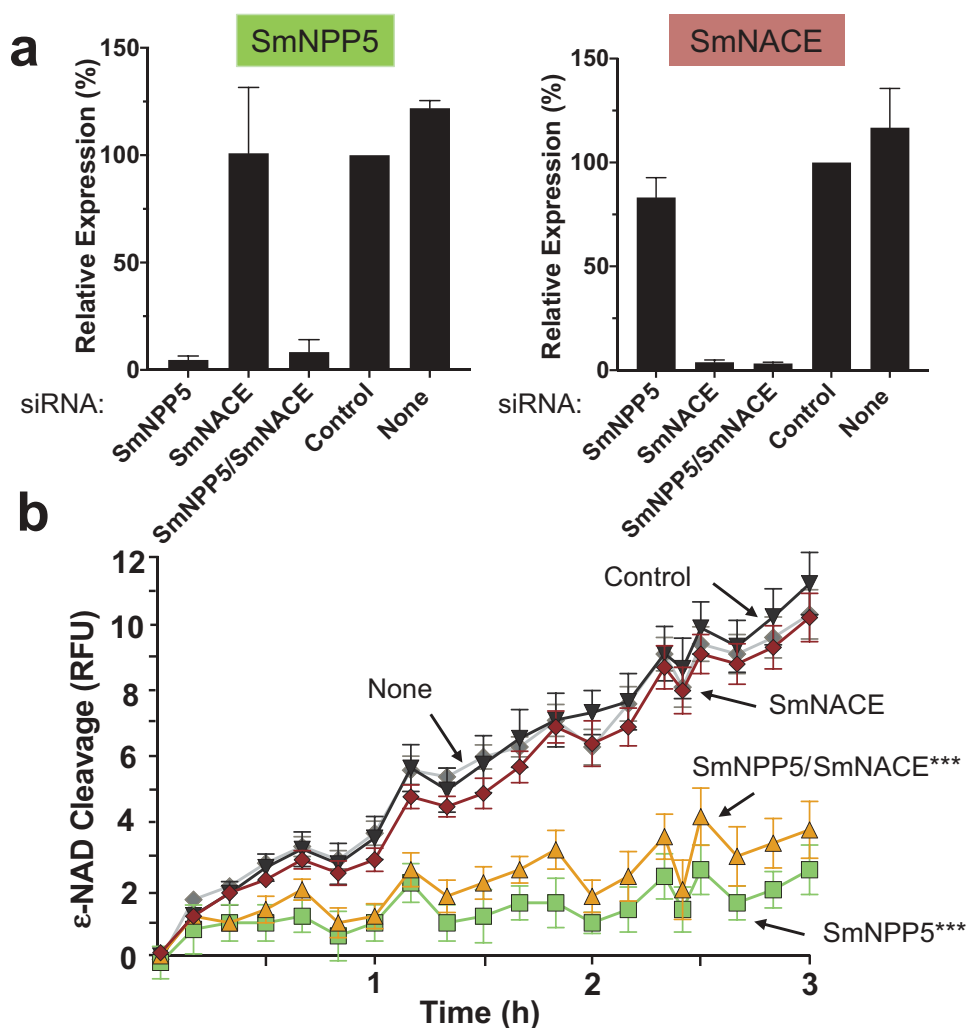 a
SmNPP5
SmNACE
Relative Expression (%)
150
100
50
0
siRNA:
SmNPP5
SmNACE
SmNPP5/SmNACE
Control
None
Relative Expression (%)
150
100
50
0
siRNA:
SmNPP5
SmNACE
SmNPP5/SmNACE
Control
None
b
ε-NAD Cleavage (RFU)
12
10
8
6
4
2
0
Control
None
SmNACE
SmNPP5/SmNACE***
SmNPP5***
1
2
3
Time (h)